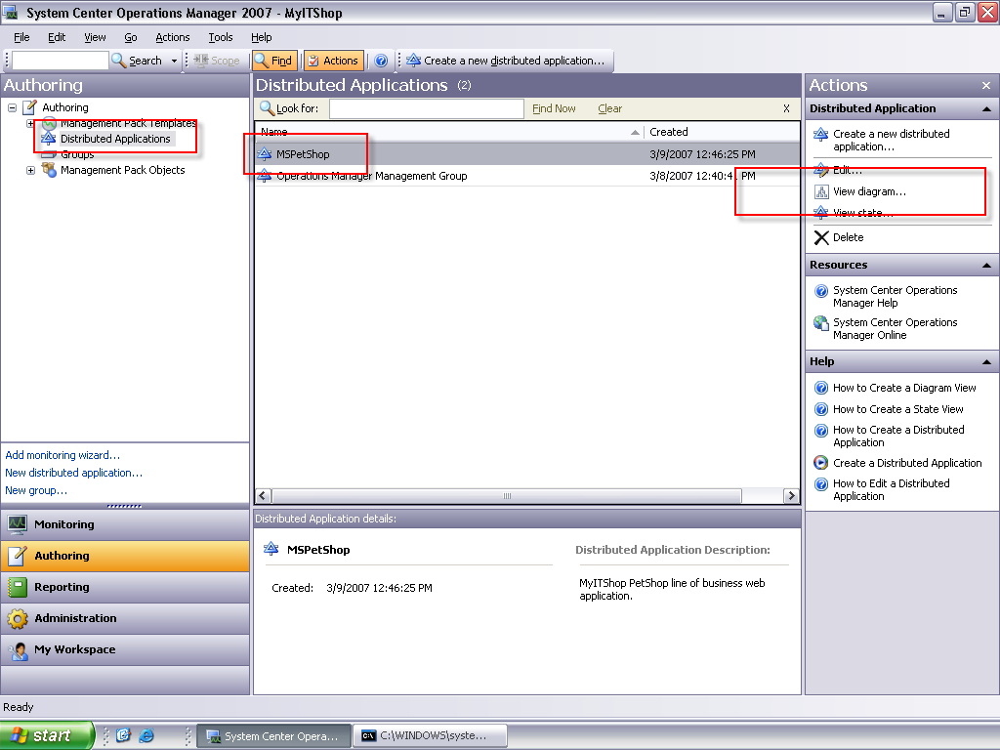 System Center Operations Manager 2007 - MyITShop
File Edit View Go Actions Tools Help
Search Scope Find Actions Create a new distributed application...
Authoring
Authoring
Management Pack Templates
Distributed Applications
Groups
Management Pack Objects
Add monitoring wizard...
New distributed application...
New group...
Monitoring
Authoring
Reporting
Administration
My Workspace
Distributed Applications (2)
Look for: Find Now Clear X
Name Created
MSPetShop 3/9/2007 12:46:25 PM
Operations Manager Management Group 3/8/2007 12:40:41 PM
Distributed Application details:
MSPetShop
Created: 3/9/2007 12:46:25 PM
Distributed Application Description:
MyITShop PetShop line of business web
application.
Actions
Distributed Application
Create a new distributed
application...
Edit...
View diagram...
View state...
Delete
Resources
System Center Operations
Manager Help
System Center Operations
Manager Online
Help
How to Create a Diagram View
How to Create a State View
How to Create a Distributed
Application
Create a Distributed Application
How to Edit a Distributed
Application
Ready
start
System Center Opera...
C:\WINDOWS\syste...